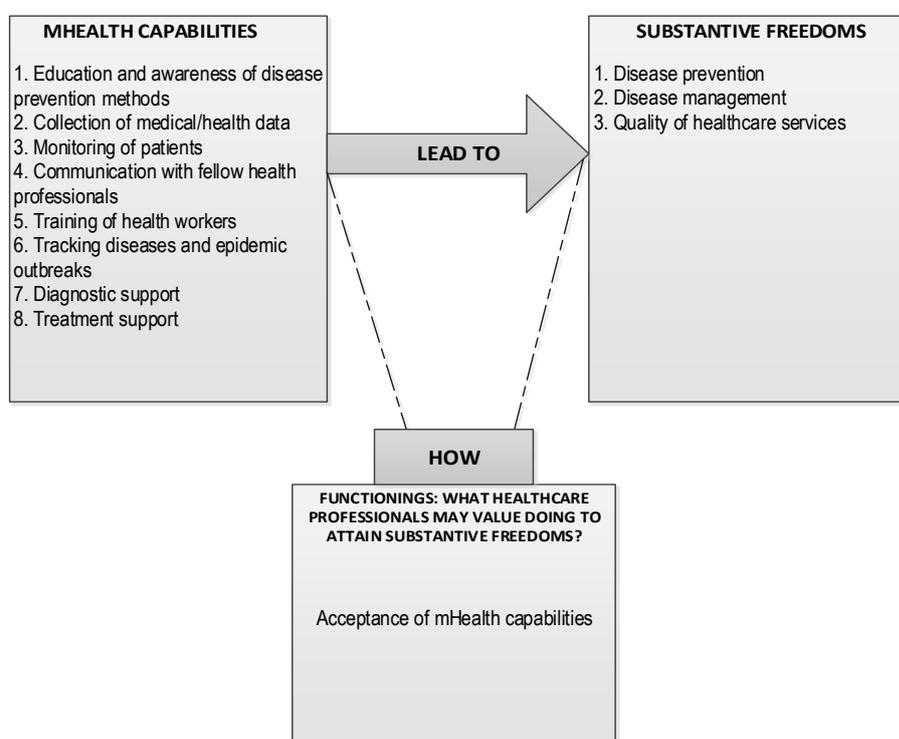 MHEALTH CAPABILITIES
1. Education and awareness of disease
prevention methods
2. Collection of medical/health data
3. Monitoring of patients
4. Communication with fellow health
professionals
5. Training of health workers
6. Tracking diseases and epidemic
outbreaks
7. Diagnostic support
8. Treatment support
LEAD TO
SUBSTANTIVE FREEDOMS
1. Disease prevention
2. Disease management
3. Quality of healthcare services
HOW
FUNCTIONINGS: WHAT HEALTHCARE
PROFESSIONALS MAY VALUE DOING TO
ATTAIN SUBSTANTIVE FREEDOMS?
Acceptance of mHealth capabilities